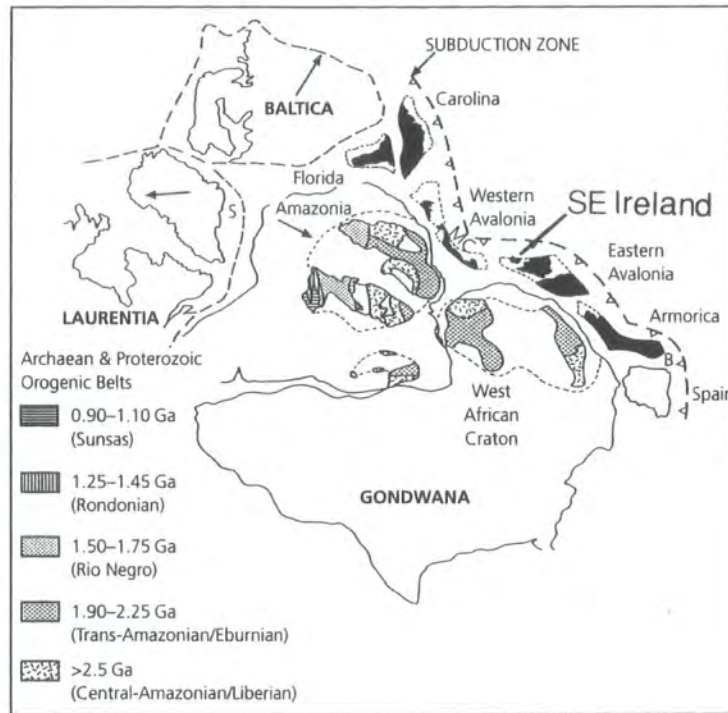 SUBDUCTION ZONE
BALTICA
Carolina
Florida
Amazonia
Western
Avalonia
SE Ireland
Eastern
Avalonia
S
C
LAURENTIA
Armorica
B
Spain
West
African
Craton
GONDWANA
Archaean & Proterozoic
Orogenic Belts
0.90–1.10 Ga
(Sunsas)
1.25–1.45 Ga
(Rondonian)
1.50–1.75 Ga
(Rio Negro)
1.90–2.25 Ga
(Trans-Amazonian/Eburnian)
>2.5 Ga
(Central-Amazonian/Liberian)